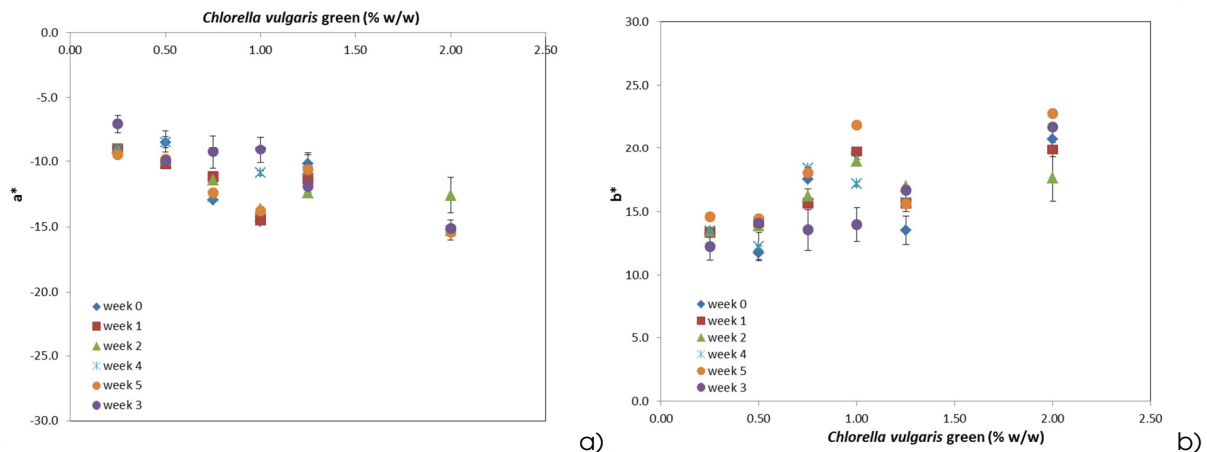 Chlorella vulgaris green (% w/w)
0.0
0.00 0.50 1.00 1.50 2.00 2.50
-5.0
-10.0
-15.0
-20.0
-25.0
-30.0
a*
week 0
week 1
week 2
week 4
week 5
week 3
a)
30.0
25.0
20.0
15.0
10.0
5.0
0.0
b*
week 0
week 1
week 2
week 4
week 5
week 3
0.00 0.50 1.00 1.50 2.00 2.50
Chlorella vulgaris green (% w/w)
b)